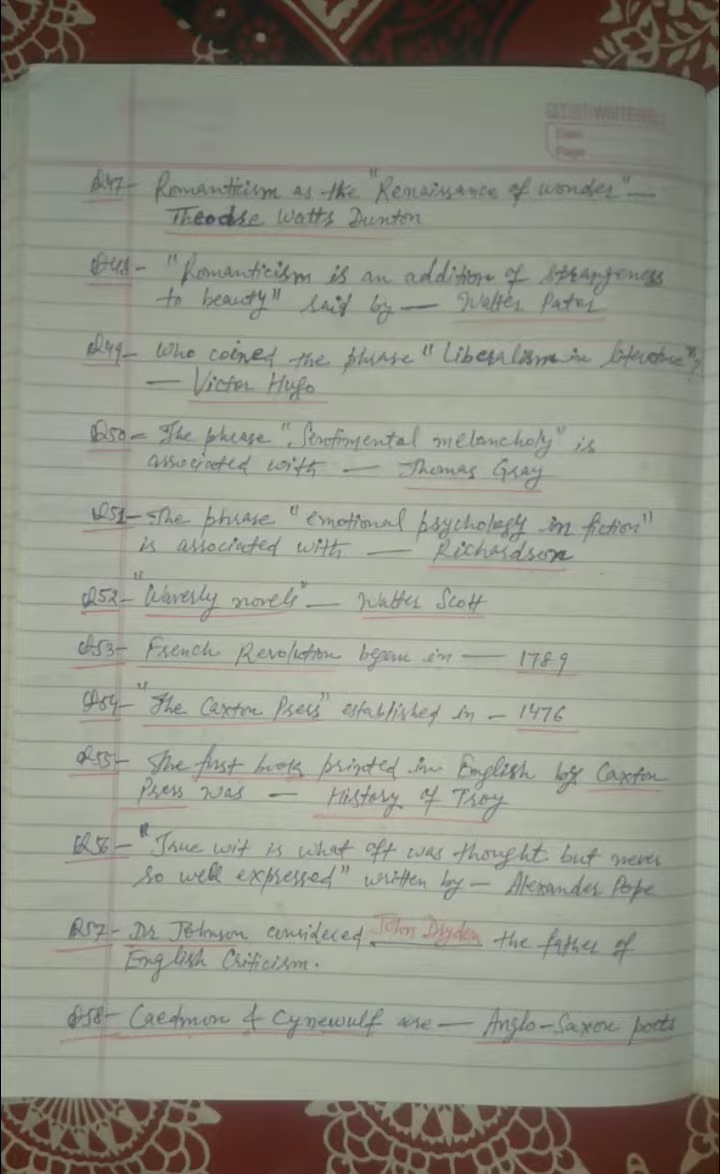 Date
Page
Q47- Romanticism as the "Renaissance of wonder" —
Theodse Watts Dunton
Q48- "Romanticism is an addition of strangeness
to beauty" said by — Walter Pater
Q49- Who coined the phrase "Liberalism in literature"?
— Victor Hugo
Q50- The phrase "Sentimental melancholy" is
associated with — Thomas Gray
Q51- The phrase "emotional psychology in fiction"
is associated with — Richardson
Q52- "Waverly novels" — Walter Scott
Q53- French Revolution began in — 1789
Q54- "The Caxton Press" established in - 1476
Q55- The first book printed in English by Caxton
Press was — History of Troy
Q56- "True wit is what oft was thought but never
so well expressed" written by - Alexander Pope
Q57- Dr Johnson considered John Dryden the father of
English Criticism.
Q58- Caedmon & Cynewulf are — Anglo-Saxon poets